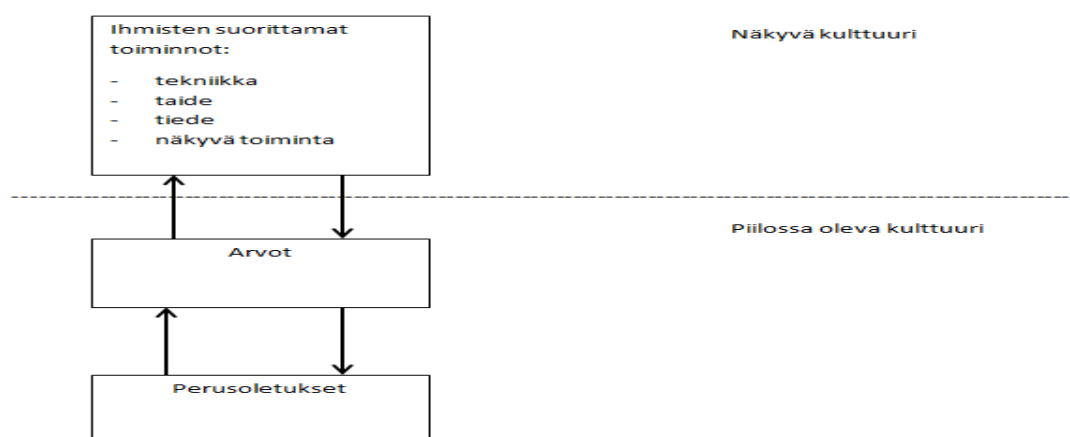 Ihmisten suorittamat
toiminnot:
- tekniikka
- taide
- tiede
- näkyvä toiminta
Näkyvä kulttuuri
Piilossa oleva kulttuuri
Arvot
Perusoletukset